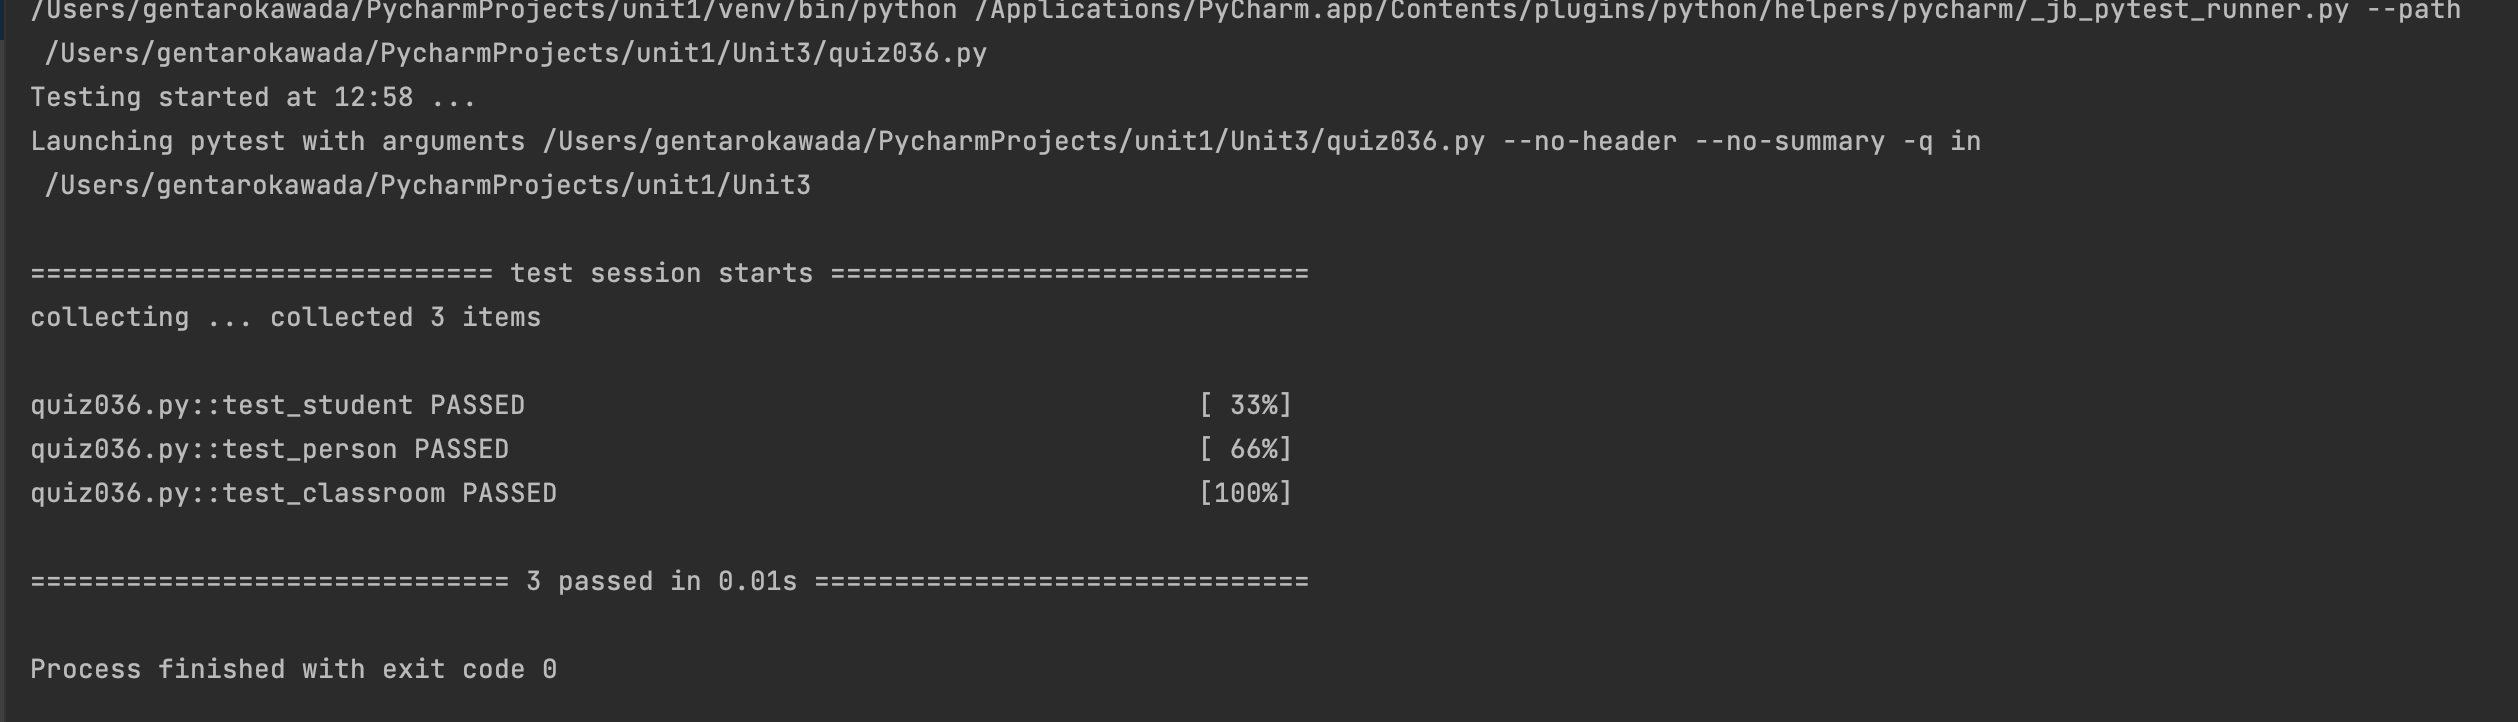 /Users/gentarokawada/PycharmProjects/unit1/venv/bin/python /Applications/PyCharm.app/Contents/plugins/python/helpers/pycharm/_jb_pytest_runner.py --path
/Users/gentarokawada/PycharmProjects/unit1/Unit3/quiz036.py
Testing started at 12:58 ...
Launching pytest with arguments /Users/gentarokawada/PycharmProjects/unit1/Unit3/quiz036.py --no-header --no-summary -q in
/Users/gentarokawada/PycharmProjects/unit1/Unit3
============================= test session starts ==============================
collecting ... collected 3 items
quiz036.py::test_student PASSED [ 33%]
quiz036.py::test_person PASSED [ 66%]
quiz036.py::test_classroom PASSED [100%]
============================== 3 passed in 0.01s ===============================
Process finished with exit code 0